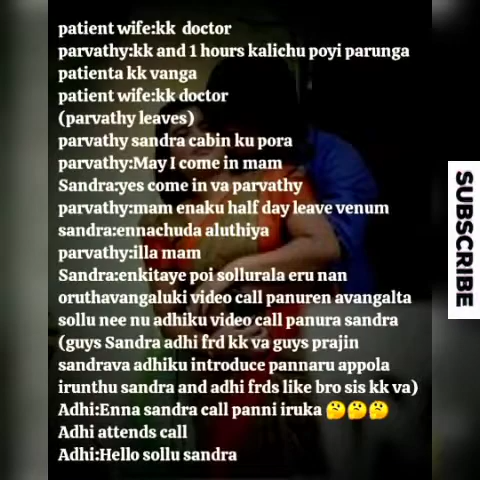 patient wife:kk doctor
parvathy:kk and 1 hours kalichu poyi parunga
patienta kk vanga
patient wife:kk doctor
(parvathy leaves)
parvathy sandra cabin ku pora
parvathy:May I come in mam
Sandra:yes come in va parvathy
parvathy:mam enaku half day leave venum
sandra:ennachuda aluthiya
parvathy:illa mam
Sandra:enkitaye poi sollurala eru nan
oruthavangaluki video call panuren avangalta
sollu nee nu adhiku video call panura sandra
(guys Sandra adhi frd kk va guys prajin
sandrava adhiku introduce pannaru appola
irunthu sandra and adhi frds like bro sis kk va)
Adhi:Enna sandra call panni iruka 🤔🤔🤔
Adhi attends call
Adhi:Hello sollu sandra
SUBSCRIBE